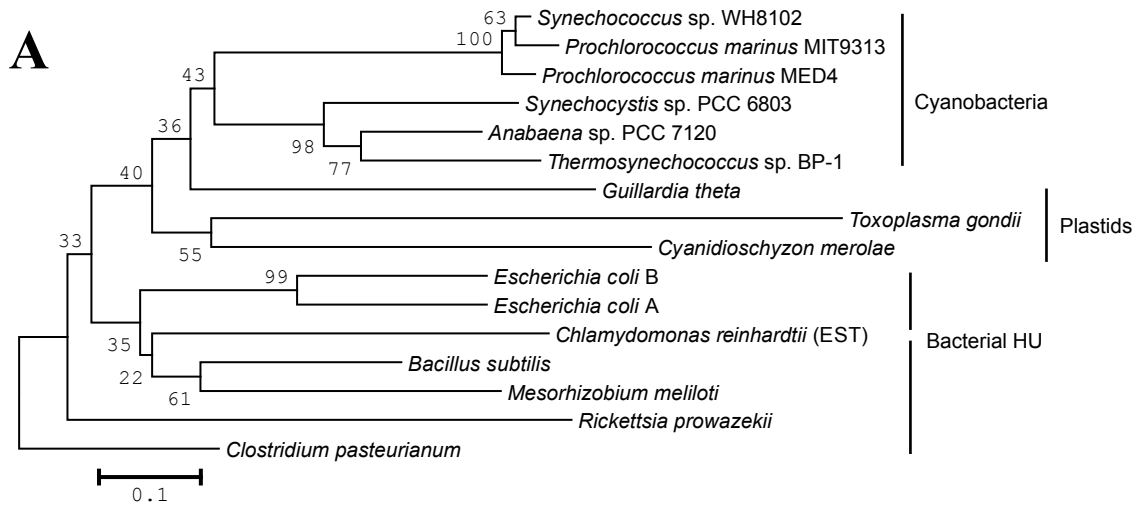 A
63
Synechococcus sp. WH8102
100
Prochlorococcus marinus MIT9313
43
Prochlorococcus marinus MED4
Synechocystis sp. PCC 6803
Cyanobacteria
36
98
Anabaena sp. PCC 7120
77
Thermosynechococcus sp. BP-1
40
Guillardia theta
Toxoplasma gondii
Plastids
33
55
Cyanidioschyzon merolae
99
Escherichia coli B
Escherichia coli A
35
Chlamydomonas reinhardtii (EST)
Bacterial HU
22
Bacillus subtilis
61
Mesorhizobium meliloti
Rickettsia prowazekii
Clostridium pasteurianum
0.1